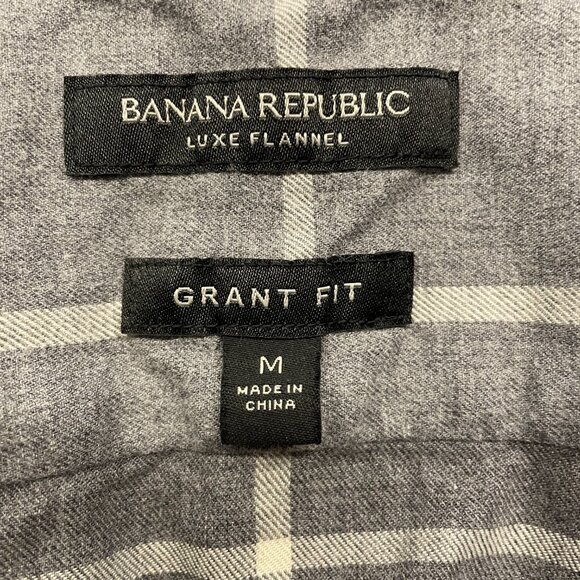 BANANA REPUBLIC
LUXE FLANNEL
GRANT FIT
M
MADE IN
CHINA